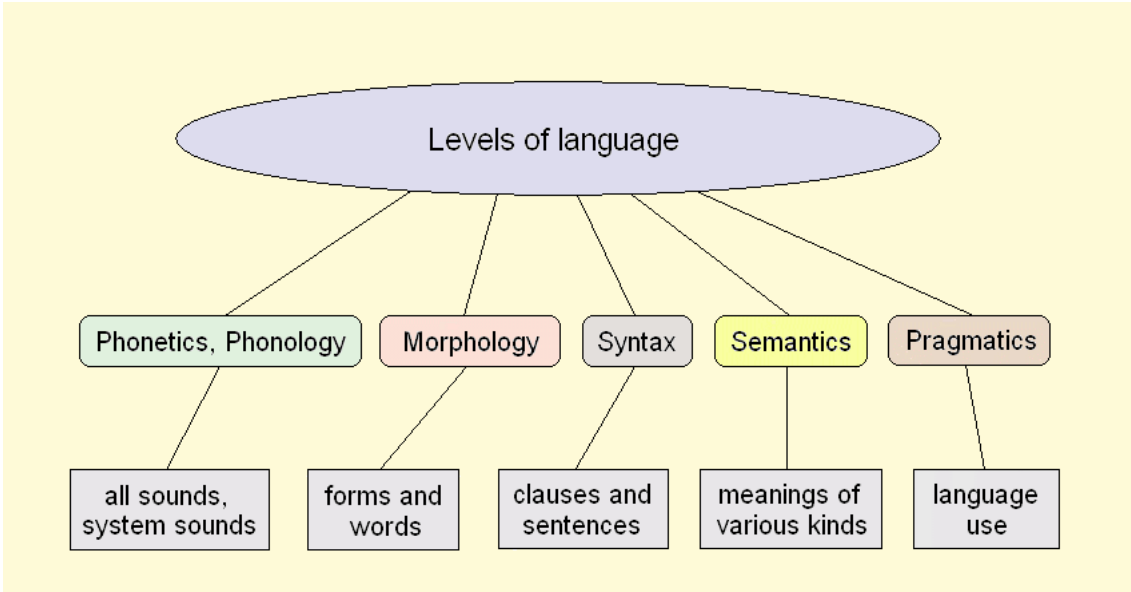 Levels of language
Phonetics, Phonology
Morphology
Syntax
Semantics
Pragmatics
all sounds,
system sounds
forms and
words
clauses and
sentences
meanings of
various kinds
language
use